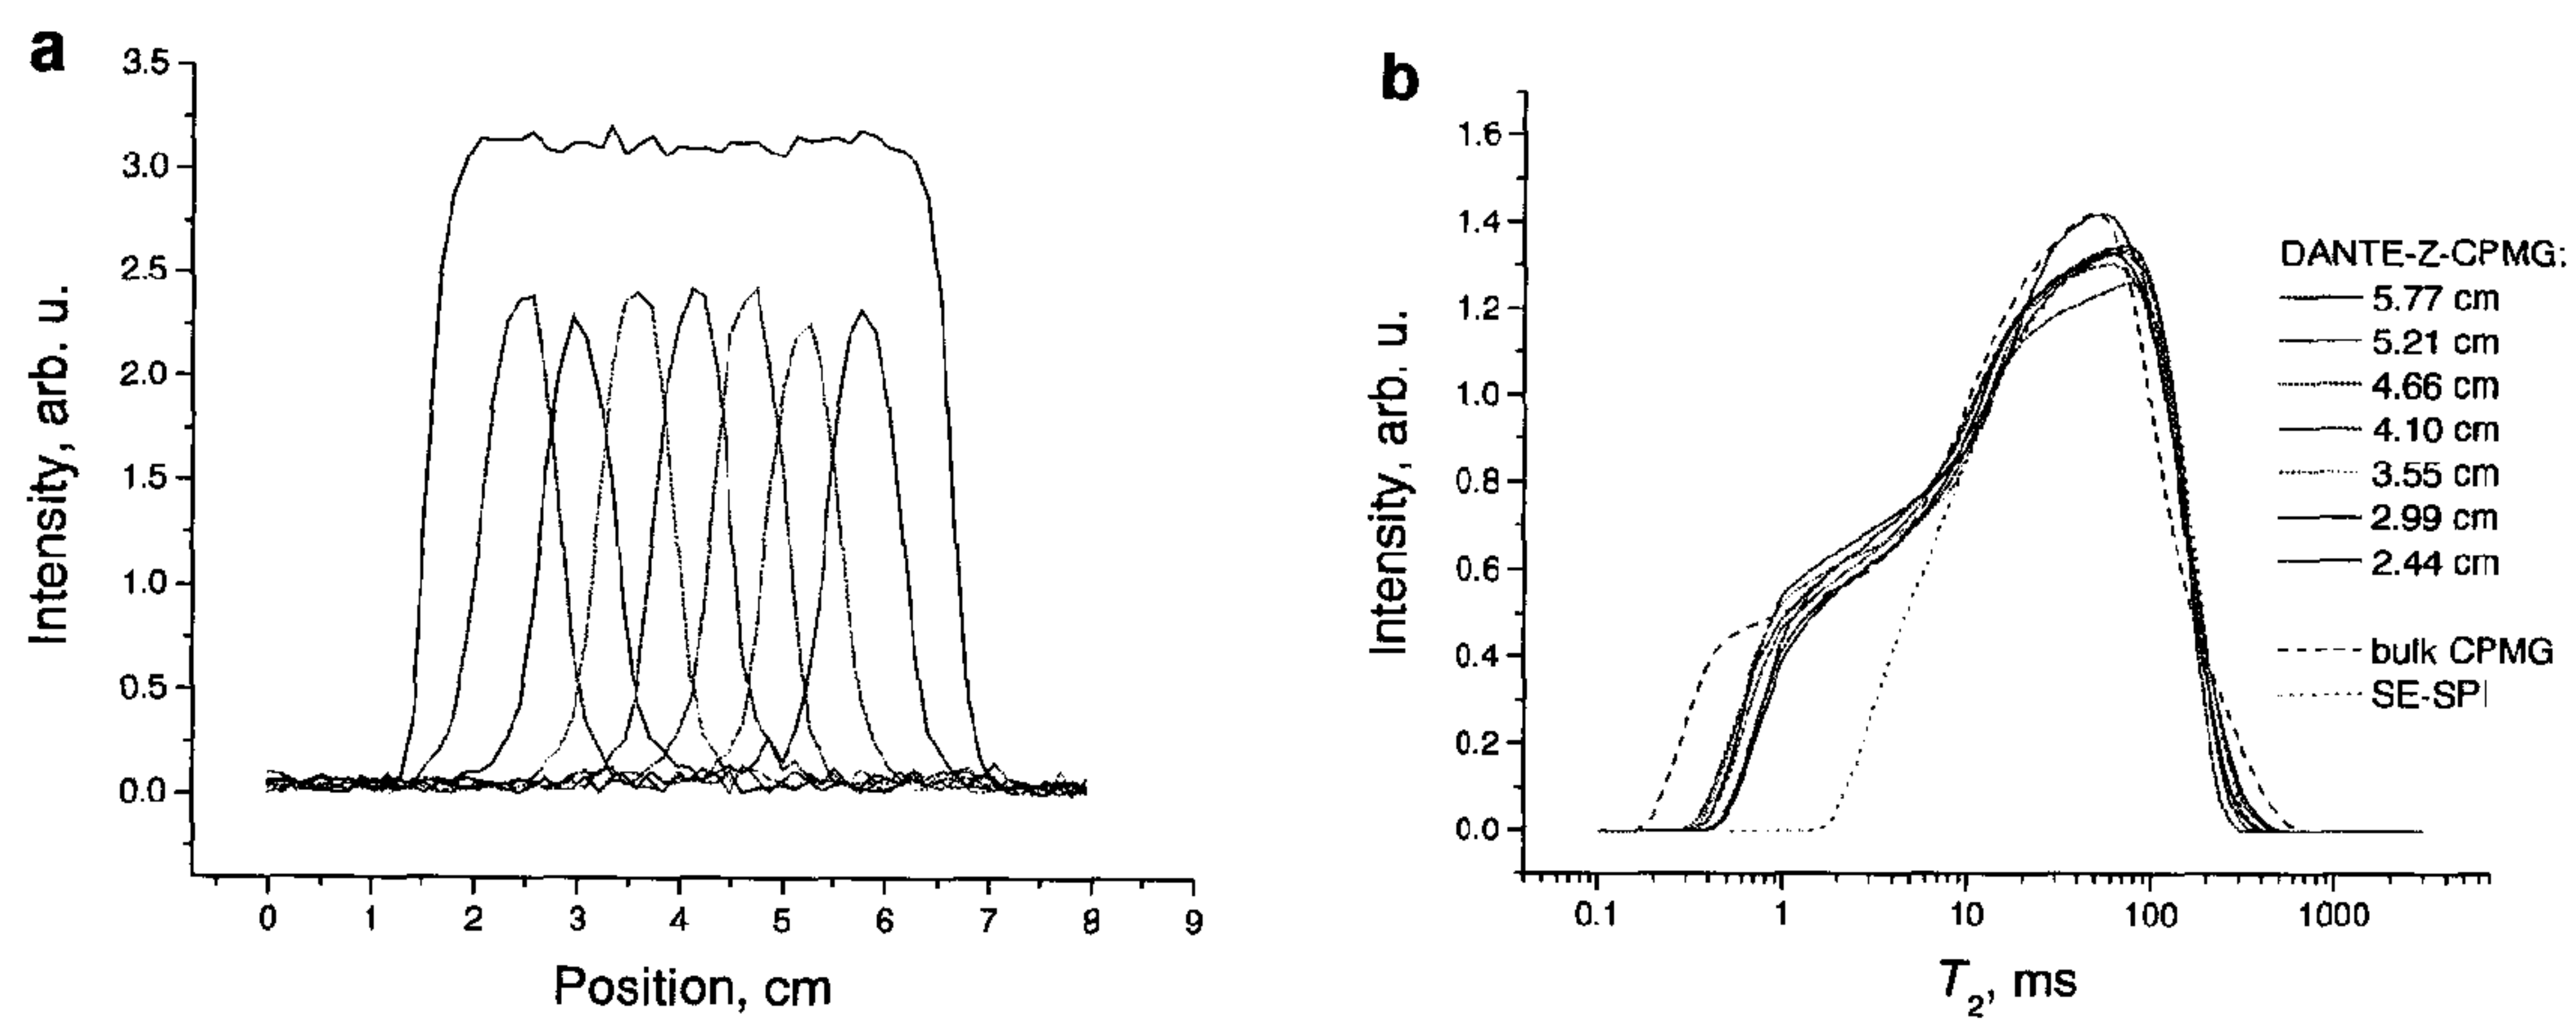 a
3.5
3.0
2.5
2.0
1.5
1.0
0.5
0.0
Intensity, arb. u.
0 1 2 3 4 5 6 7 8 9
Position, cm
b
1.6
1.4
1.2
1.0
0.8
0.6
0.4
0.2
0.0
Intensity, arb. u.
0.1 1 10 100 1000
T2, ms
DANTE-Z-CPMG:
5.77 cm
5.21 cm
4.66 cm
4.10 cm
3.55 cm
2.99 cm
2.44 cm
bulk CPMG
SE-SPI